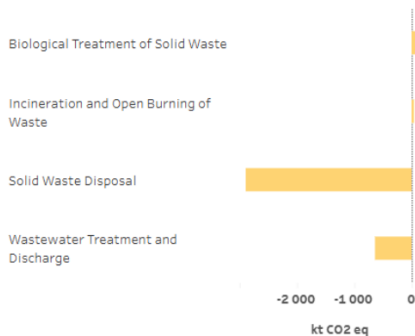 Biological Treatment of Solid Waste
Incineration and Open Burning of
Waste
Solid Waste Disposal
Wastewater Treatment and
Discharge
-2 000 -1 000 0
kt CO2 eq